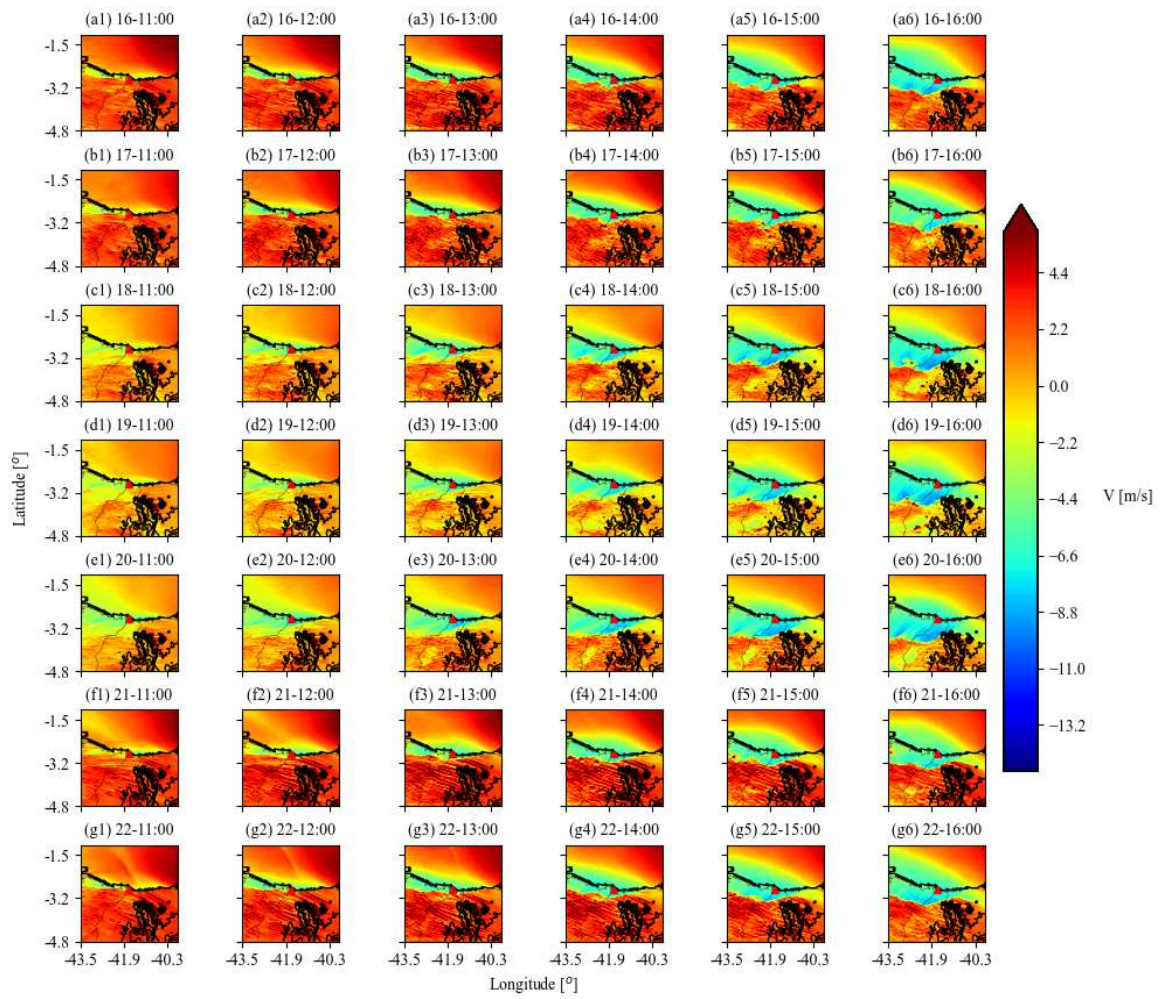 (a1) 16-11:00 (a2) 16-12:00 (a3) 16-13:00 (a4) 16-14:00 (a5) 16-15:00 (a6) 16-16:00
-1.5
-3.2
-4.8
(b1) 17-11:00 (b2) 17-12:00 (b3) 17-13:00 (b4) 17-14:00 (b5) 17-15:00 (b6) 17-16:00
-1.5
-3.2
-4.8
(c1) 18-11:00 (c2) 18-12:00 (c3) 18-13:00 (c4) 18-14:00 (c5) 18-15:00 (c6) 18-16:00
-1.5
-3.2
-4.8
(d1) 19-11:00 (d2) 19-12:00 (d3) 19-13:00 (d4) 19-14:00 (d5) 19-15:00 (d6) 19-16:00
-1.5
-3.2
-4.8
(e1) 20-11:00 (e2) 20-12:00 (e3) 20-13:00 (e4) 20-14:00 (e5) 20-15:00 (e6) 20-16:00
-1.5
-3.2
-4.8
(f1) 21-11:00 (f2) 21-12:00 (f3) 21-13:00 (f4) 21-14:00 (f5) 21-15:00 (f6) 21-16:00
-1.5
-3.2
-4.8
(g1) 22-11:00 (g2) 22-12:00 (g3) 22-13:00 (g4) 22-14:00 (g5) 22-15:00 (g6) 22-16:00
-1.5
-3.2
-4.8
-43.5 -41.9 -40.3 -43.5 -41.9 -40.3 -43.5 -41.9 -40.3 -43.5 -41.9 -40.3 -43.5 -41.9 -40.3 -43.5 -41.9 -40.3
Longitude [°]
Latitude [°]
4.4
2.2
0.0
−2.2
−4.4
−6.6
−8.8
−11.0
−13.2
V [m/s]